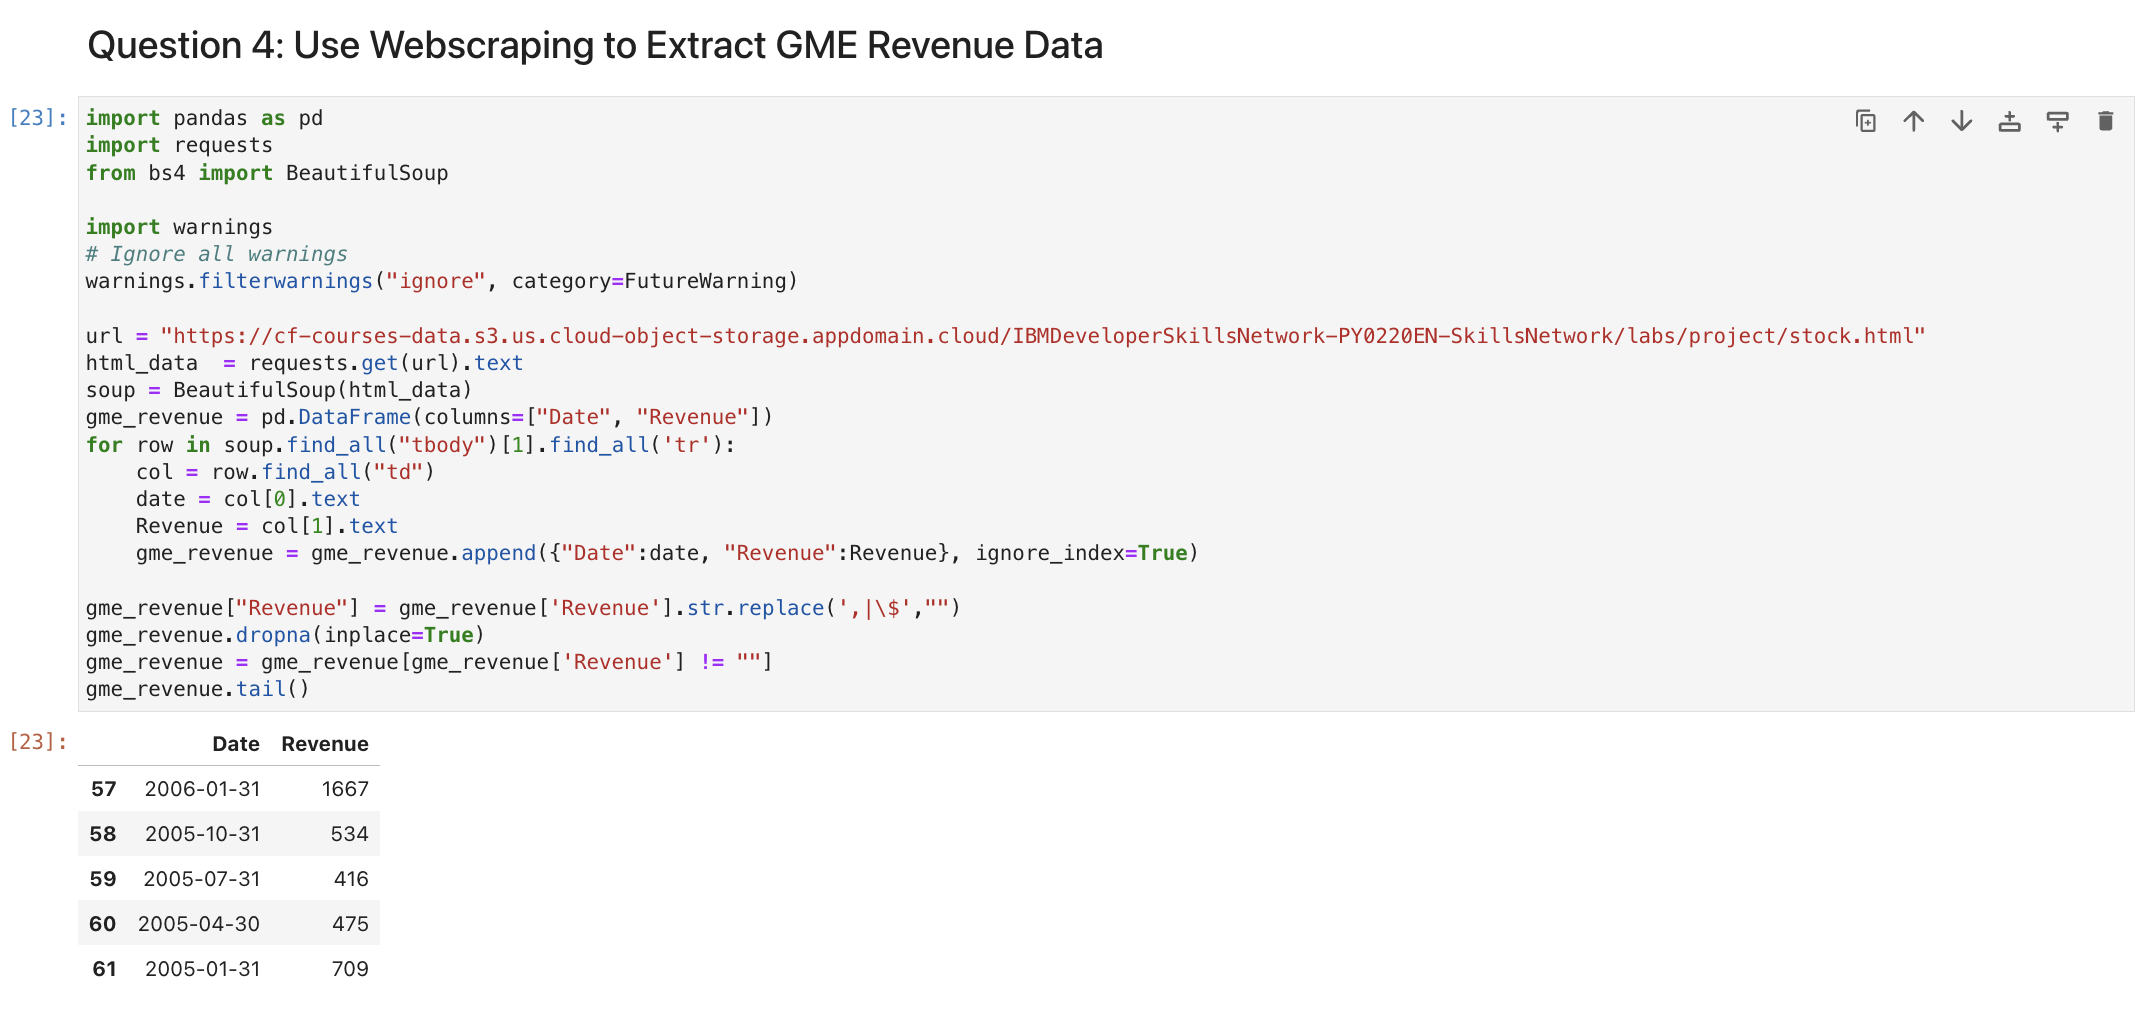 Question 4: Use Webscraping to Extract GME Revenue Data
[23]:
import pandas as pd
import requests
from bs4 import BeautifulSoup
import warnings
# Ignore all warnings
warnings.filterwarnings("ignore", category=FutureWarning)
url = "https://cf-courses-data.s3.us.cloud-object-storage.appdomain.cloud/IBMDeveloperSkillsNetwork-PY0220EN-SkillsNetwork/labs/project/stock.html"
html_data  = requests.get(url).text
soup = BeautifulSoup(html_data)
gme_revenue = pd.DataFrame(columns=["Date", "Revenue"])
for row in soup.find_all("tbody")[1].find_all('tr'):
    col = row.find_all("td")
    date = col[0].text
    Revenue = col[1].text
    gme_revenue = gme_revenue.append({"Date":date, "Revenue":Revenue}, ignore_index=True)
gme_revenue["Revenue"] = gme_revenue['Revenue'].str.replace(',|\$',"")
gme_revenue.dropna(inplace=True)
gme_revenue = gme_revenue[gme_revenue['Revenue'] != ""]
gme_revenue.tail()
[23]:
Date Revenue
57 2006-01-31 1667
58 2005-10-31 534
59 2005-07-31 416
60 2005-04-30 475
61 2005-01-31 709